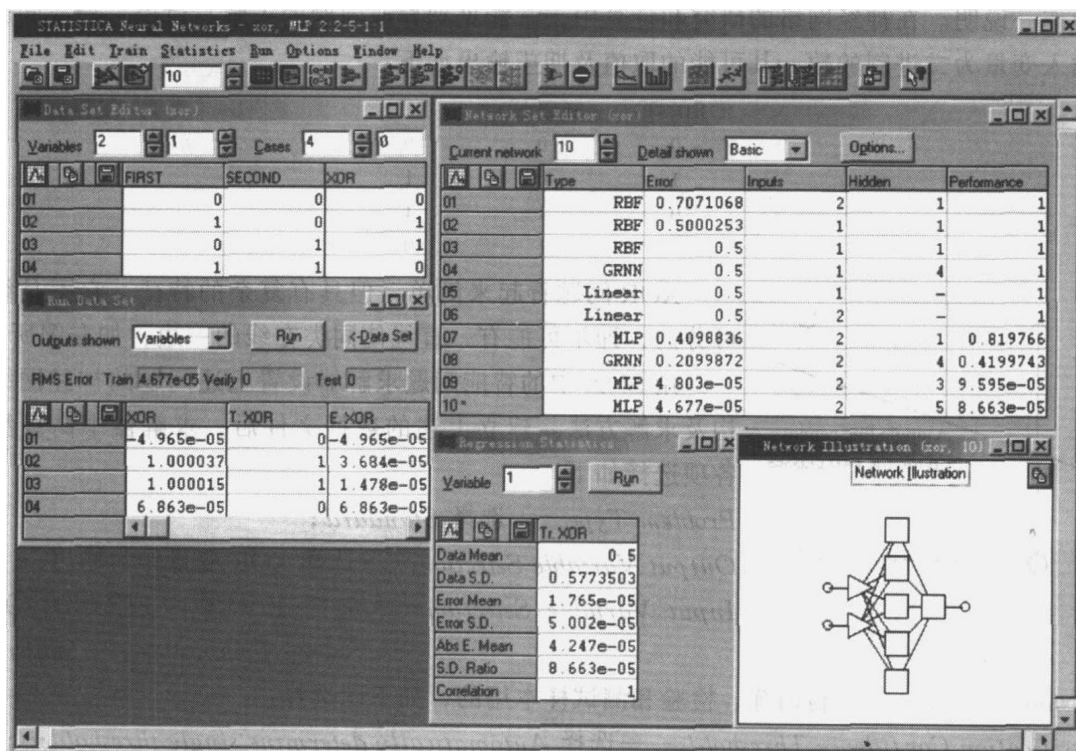 STATISTICA Neural Networks - xor, MLP 2:2-5-1:1
File Edit Train Statistics Run Options Window Help
10
Data Set Editor (xor)
Variables 2 1 Cases 4 0
FIRST SECOND XOR
01 0 0 0
02 1 0 1
03 0 1 1
04 1 1 0
Run Data Set
Outputs shown Variables Run <-Data Set
RMS Error Train 4.677e-05 Verify 0 Test 0
XOR T. XOR E. XOR
01 -4.965e-05 0 -4.965e-05
02 1.000037 1 3.684e-05
03 1.000015 1 1.478e-05
04 6.863e-05 0 6.863e-05
Network Set Editor (xor)
Current network 10 Detail shown Basic Options...
Type Error Inputs Hidden Performance
01 RBF 0.7071068 2 1 1
02 RBF 0.5000253 1 1 1
03 RBF 0.5 1 1 1
04 GRNN 0.5 1 4 1
05 Linear 0.5 1 - 1
06 Linear 0.5 2 - 1
07 MLP 0.4098836 2 1 0.819766
08 GRNN 0.2099872 2 4 0.4199743
09 MLP 4.803e-05 2 3 9.595e-05
10* MLP 4.677e-05 2 5 8.663e-05
Regression Statistics
Variable 1 Run
Tr. XOR
Data Mean 0.5
Data S.D. 0.5773503
Error Mean 1.765e-05
Error S.D. 5.002e-05
Abs E. Mean 4.247e-05
S.D. Ratio 8.663e-05
Correlation 1
Network Illustration (xor, 10)
Network Illustration